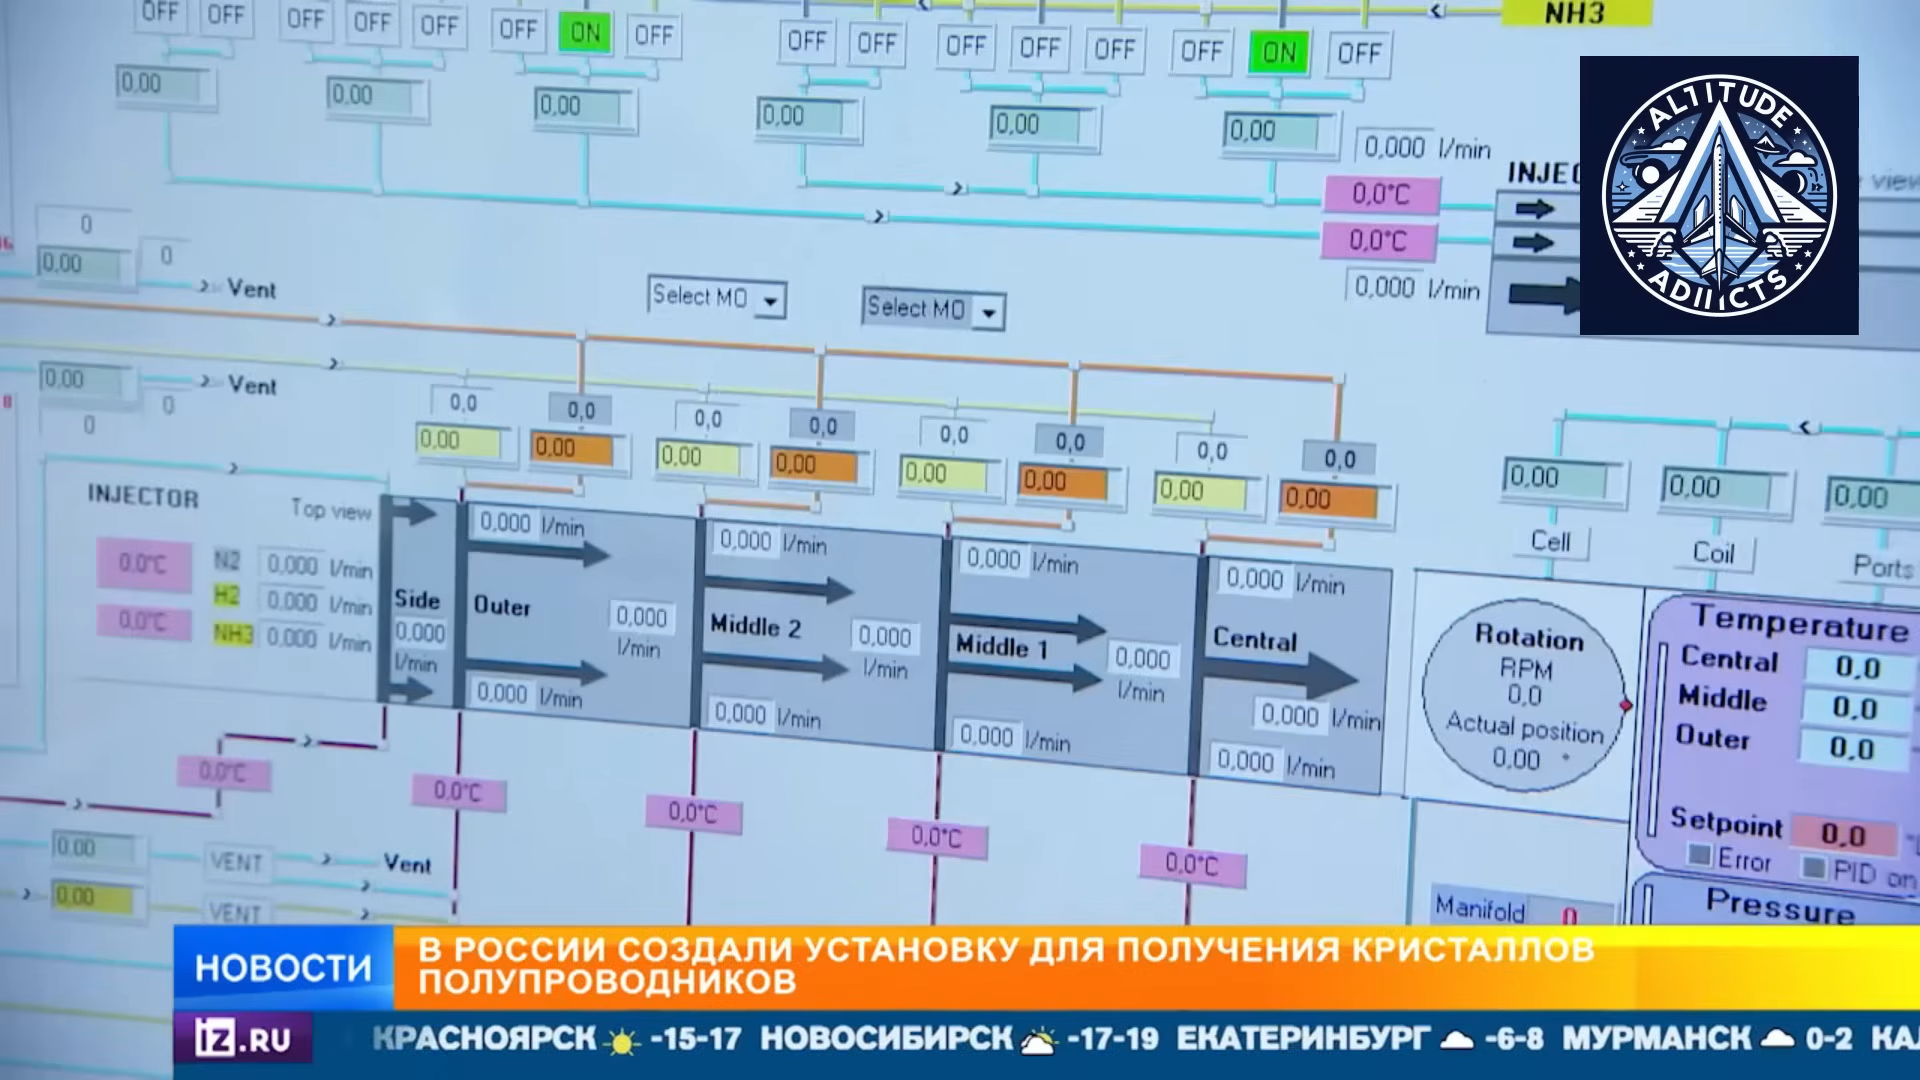 NH3
OFF OFF OFF OFF OFF OFF ON OFF OFF OFF OFF OFF OFF OFF ON OFF
0.00 0.00 0.00 0.00 0.00 0.00
0,000 l/min
0,0°C
0,0°C
0,000 l/min
INJEC
view
ALTITUDE
ADIICTS
0
0
0.00
Vent
Select MO
Select MO
0.00
Vent
0
0
0,0 0,0 0,0 0,0 0,0 0,0 0,0 0,0
0,00 0,00 0,00 0,00 0,00 0,00 0,00 0,00
0,00 0,00 0,00
Cell
Coil
Ports
INJECTOR
Top view
0.0°C
0.0°C
N2 0,000 l/min
H2 0,000 l/min
NH3 0,000 l/min
Side
0,000
l/min
0,000 l/min
Outer
0,000
l/min
0,000 l/min
0,000 l/min
Middle 2
0,000
l/min
0,000 l/min
0,000 l/min
Middle 1
0,000
l/min
0,000 l/min
0,000 l/min
Central
0,000 l/min
0,000 l/min
Rotation
RPM
0,0
Actual position
0.00 °
Temperature
Central 0,0
Middle 0,0
Outer 0,0
Setpoint 0,0
Error
PID on
Pressure
Manifold 0
0.0°C 0,0°C 0,0°C 0,0°C 0,0°C
0.00
VENT
Vent
0.00
VENT
НОВОСТИ
В РОССИИ СОЗДАЛИ УСТАНОВКУ ДЛЯ ПОЛУЧЕНИЯ КРИСТАЛЛОВ
ПОЛУПРОВОДНИКОВ
IZ.RU
КРАСНОЯРСК -15-17 НОВОСИБИРСК -17-19 ЕКАТЕРИНБУРГ -6-8 МУРМАНСК 0-2 КАЛ